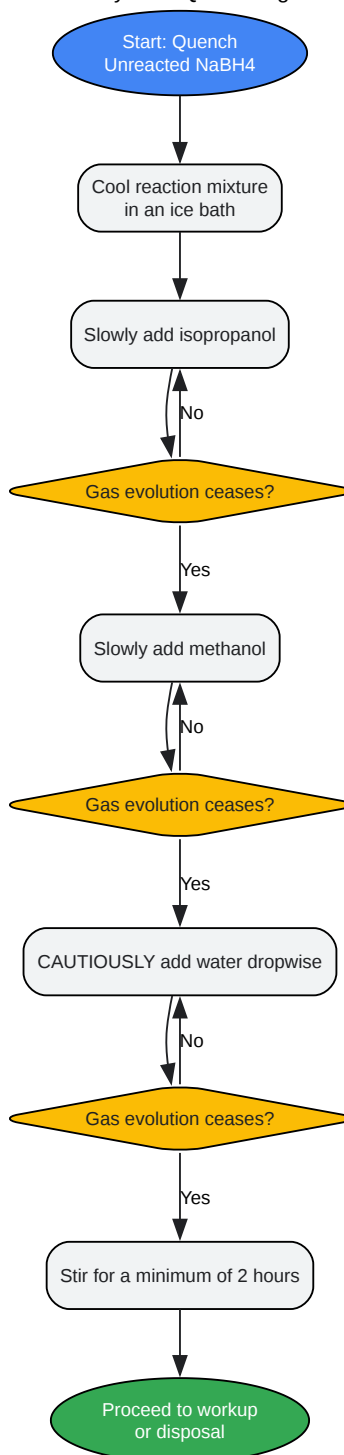 Start: Quench
Unreacted NaBH4
Cool reaction mixture
in an ice bath
Slowly add isopropanol
No
Gas evolution ceases?
Yes
Slowly add methanol
No
Gas evolution ceases?
Yes
CAUTIOUSLY add water dropwise
No
Gas evolution ceases?
Yes
Stir for a minimum of 2 hours
Proceed to workup
or disposal